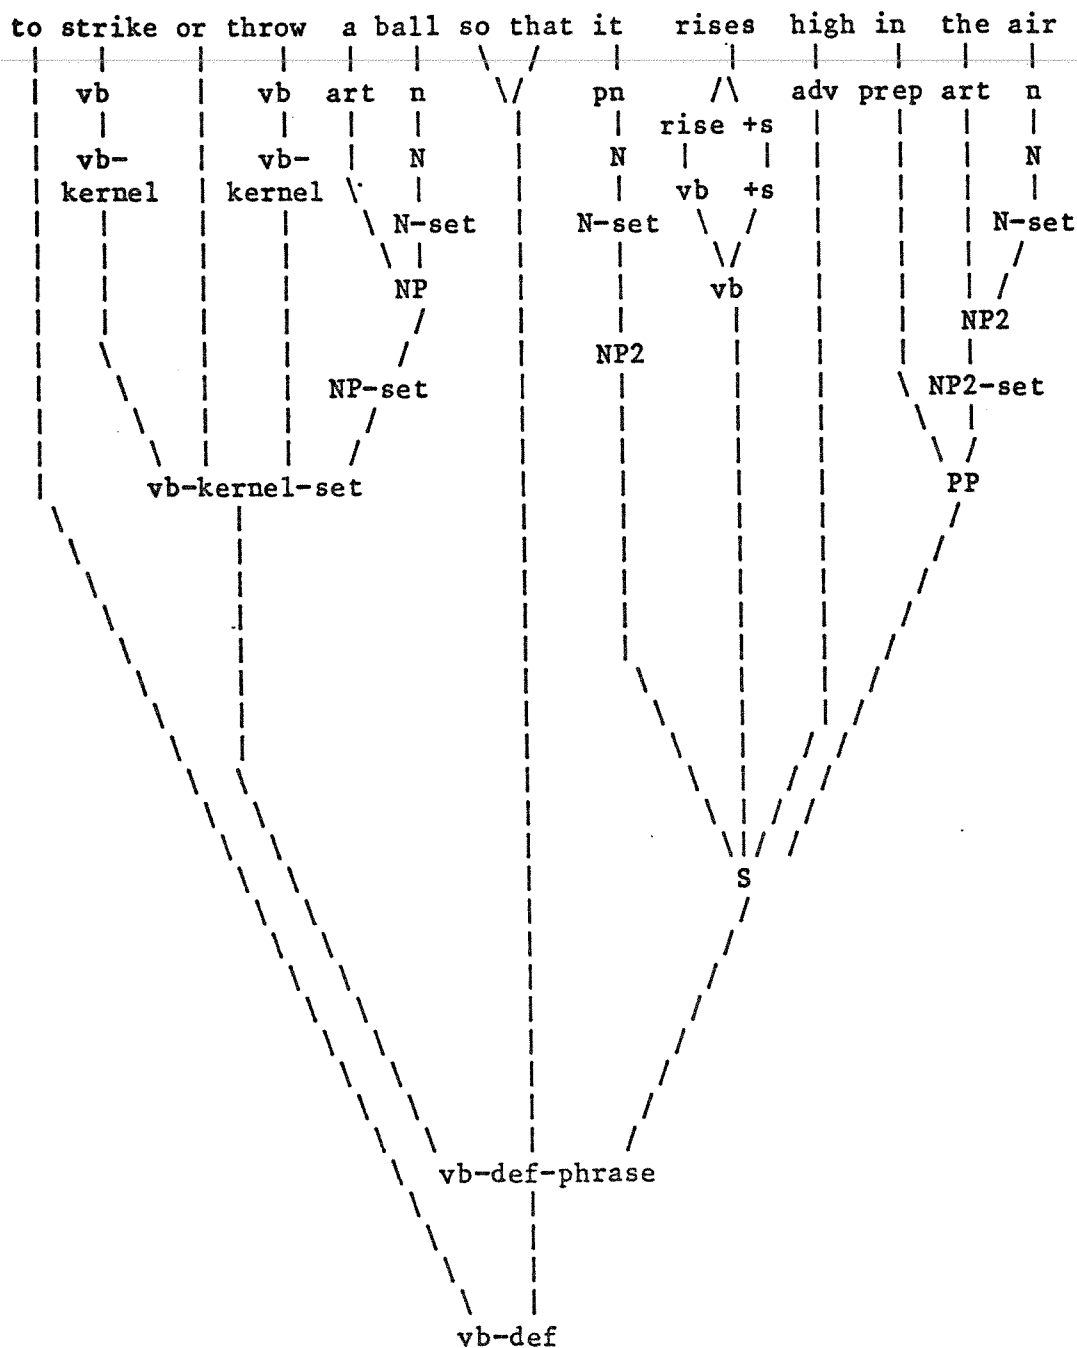 to strike or throw a ball so that it rises high in the air
vb vb art n pn adv prep art n
rise +s
vb- vb- N N N
kernel kernel vb +s
N-set N-set N-set
NP vb
NP2
NP2
NP-set NP2-set
vb-kernel-set PP
S
vb-def-phrase
vb-def